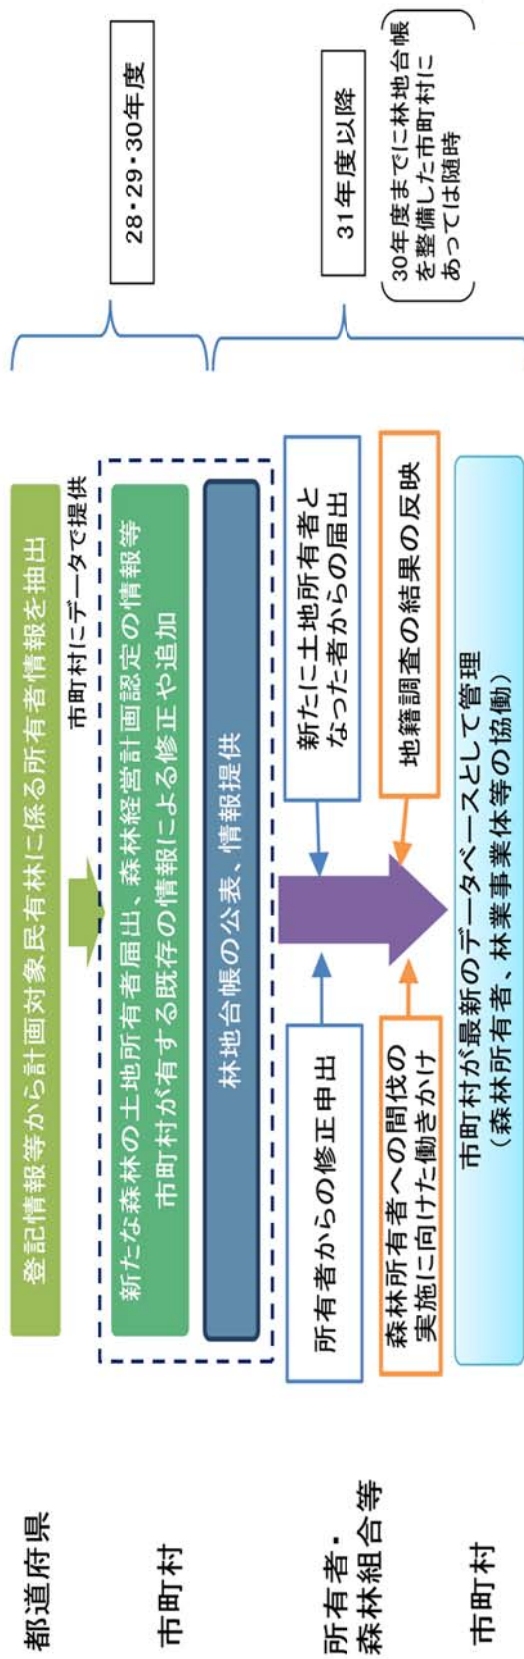 都道府県
登記情報等から計画対象民有林に係る所有者情報を抽出
市町村にデータで提供
28・29・30年度
市町村
新たな森林の土地所有者届出、森林経営計画認定の情報等
市町村が有する既存の情報による修正や追加
林地台帳の公表、情報提供
31年度以降
30年度までに林地台帳
を整備した市町村に
あっては随時
所有者・
森林組合等
所有者からの修正申出
新たに土地所有者と
なった者からの届出
森林所有者への間伐の
実施に向けた働きかけ
地籍調査の結果の反映
市町村
市町村が最新のデータベースとして管理
（森林所有者、林業事業体等の協働）